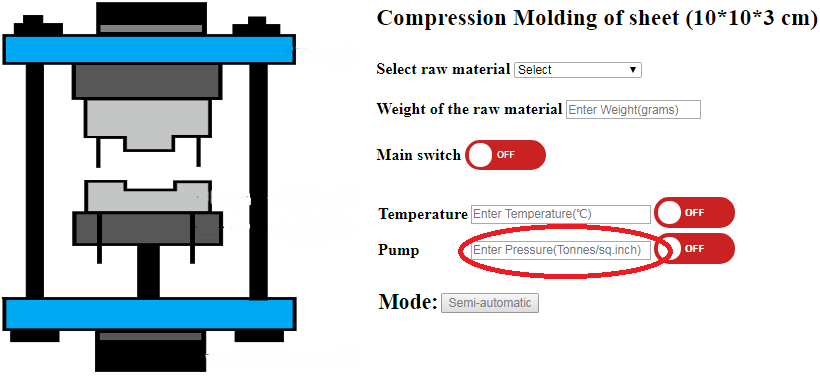 Compression Molding of sheet (10*10*3 cm)
Select raw material Select
Weight of the raw material Enter Weight(grams)
Main switch OFF
Temperature Enter Temperature(℃) OFF
Pump Enter Pressure(Tonnes/sq.inch) OFF
Mode: Semi-automatic